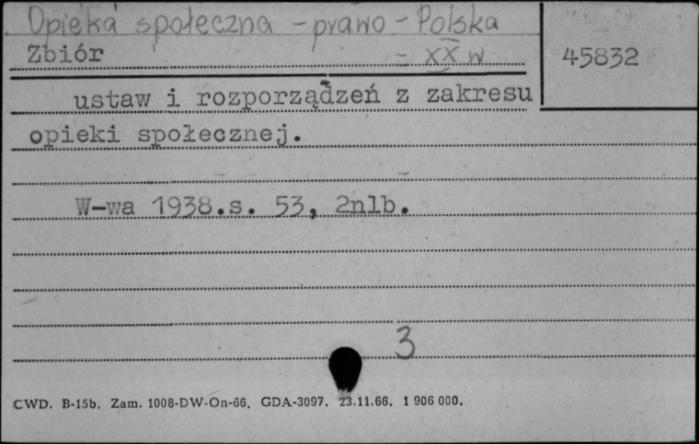 Opieka społeczna - prawo - Polska
Zbiór - XX w
45832
ustaw i rozporządzeń z zakresu
opieki społecznej.
W-wa 1938.s. 53, 2nlb.
3
CWD. B-15b. Zam. 1008-DW-On-66. GDA-3097. 23.11.66. 1 906 000.